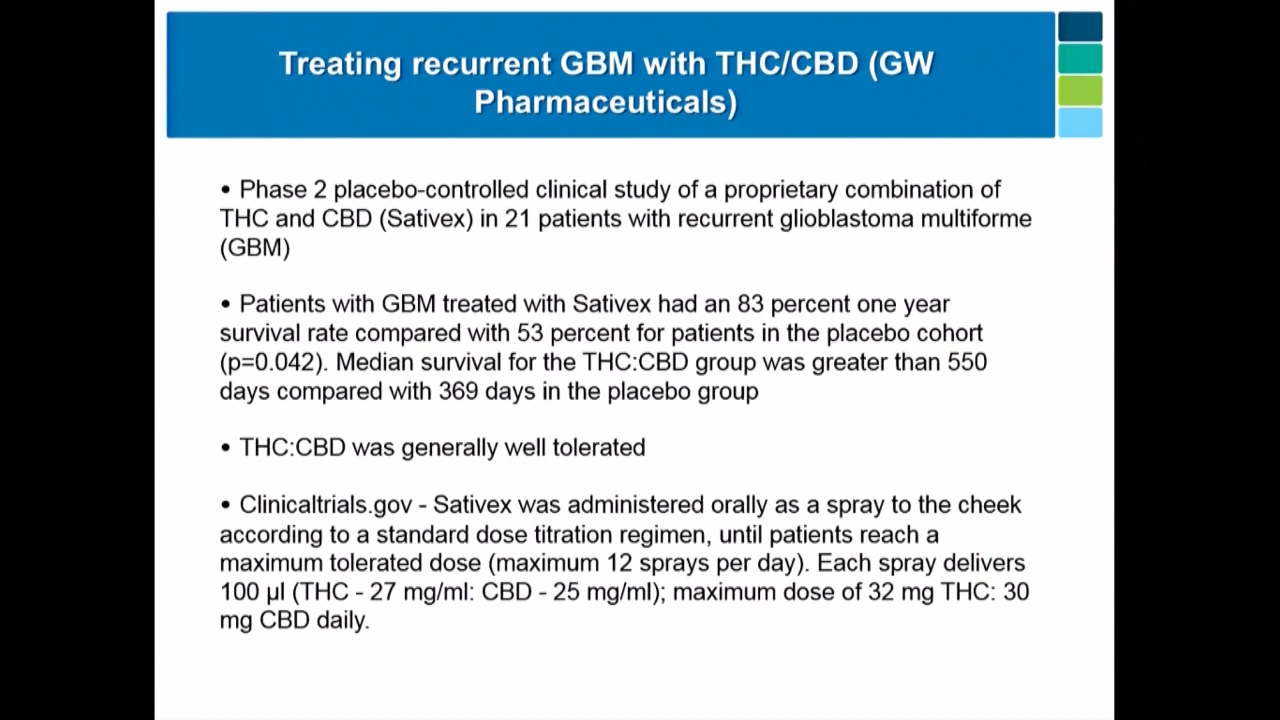 Treating recurrent GBM with THC/CBD (GW
Pharmaceuticals)
• Phase 2 placebo-controlled clinical study of a proprietary combination of
THC and CBD (Sativex) in 21 patients with recurrent glioblastoma multiforme
(GBM)
• Patients with GBM treated with Sativex had an 83 percent one year
survival rate compared with 53 percent for patients in the placebo cohort
(p=0.042). Median survival for the THC:CBD group was greater than 550
days compared with 369 days in the placebo group
• THC:CBD was generally well tolerated
• Clinicaltrials.gov - Sativex was administered orally as a spray to the cheek
according to a standard dose titration regimen, until patients reach a
maximum tolerated dose (maximum 12 sprays per day). Each spray delivers
100 µl (THC - 27 mg/ml: CBD - 25 mg/ml); maximum dose of 32 mg THC: 30
mg CBD daily.